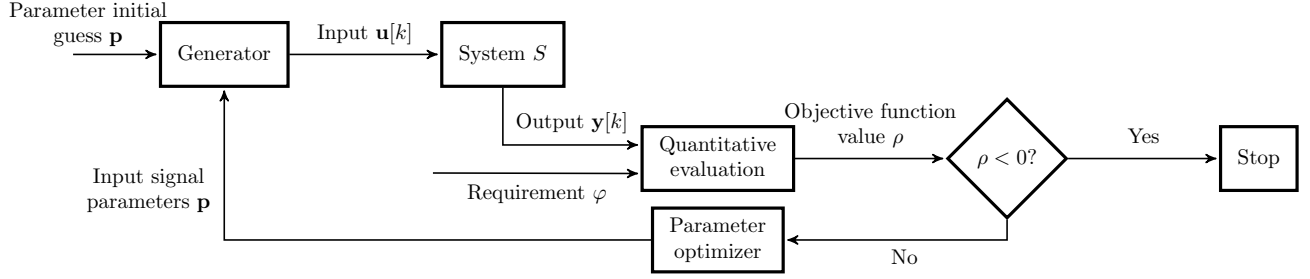 Parameter initial
guess p
Generator
Input u[k]
System S
Output y[k]
Requirement φ
Quantitative
evaluation
Objective function
value ρ
ρ < 0?
Yes
Stop
No
Parameter
optimizer
Input signal
parameters p